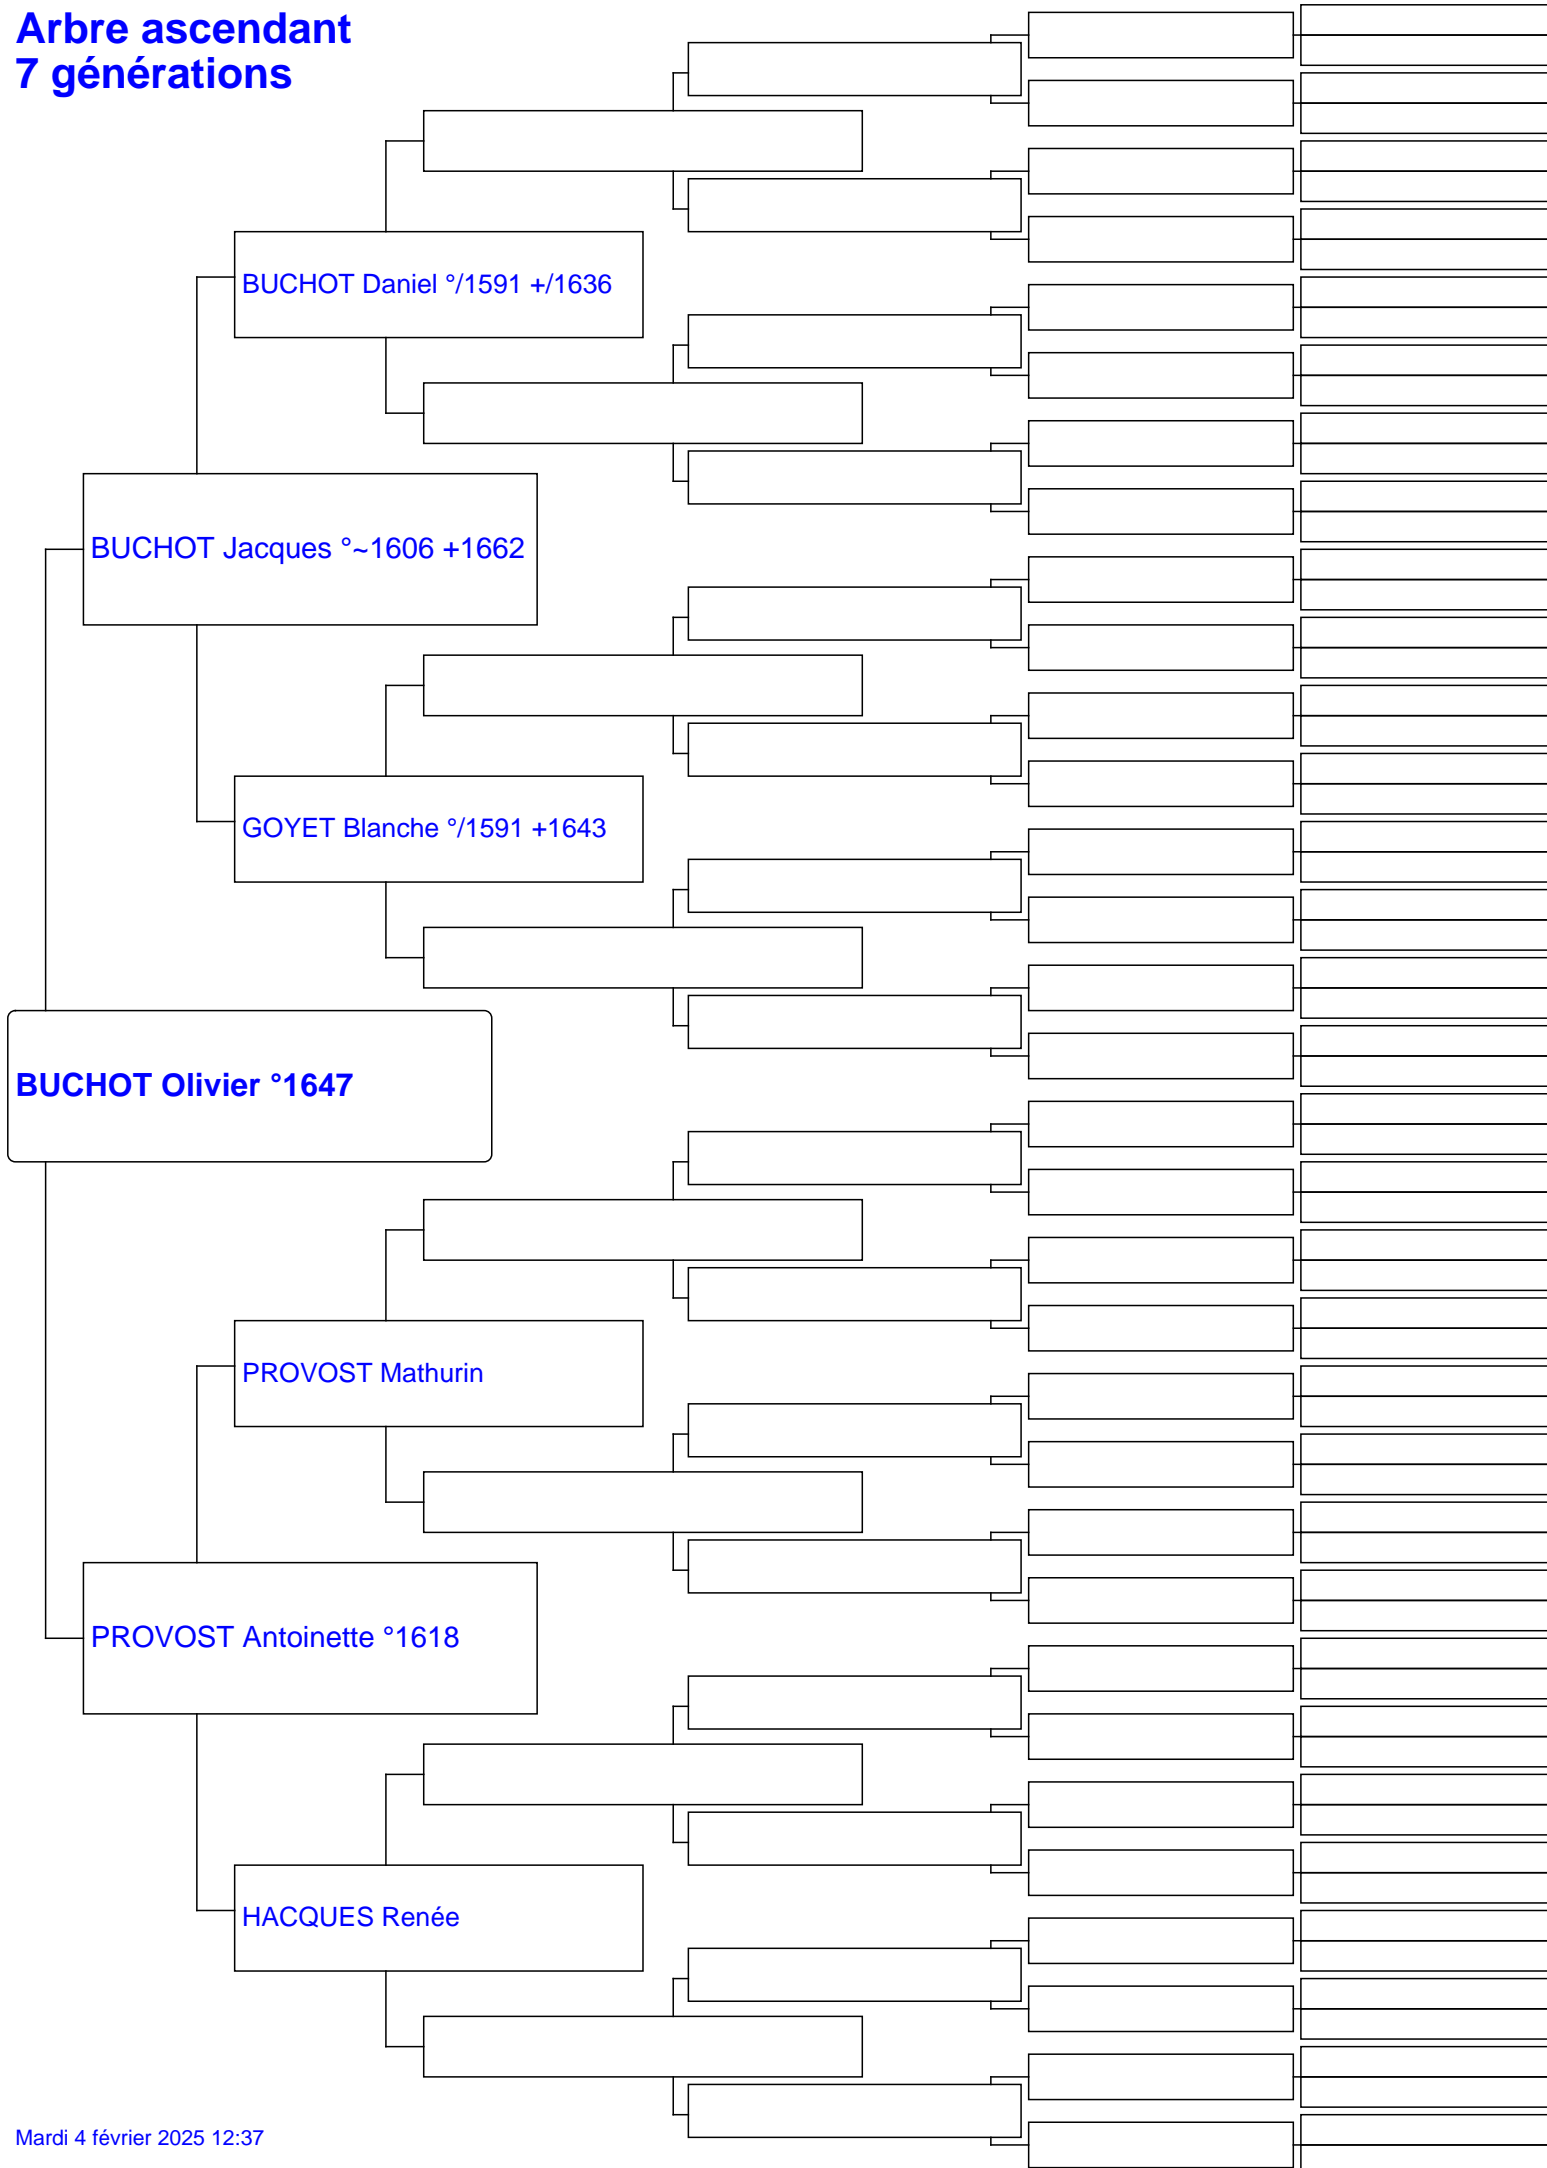 Arbre ascendant
7 générations
BUCHOT Daniel °/1591 +/1636
BUCHOT Jacques °~1606 +1662
GOYET Blanche °/1591 +1643
BUCHOT Olivier °1647
PROVOST Mathurin
PROVOST Antoinette °1618
HACQUES Renée
Mardi 4 février 2025 12:37